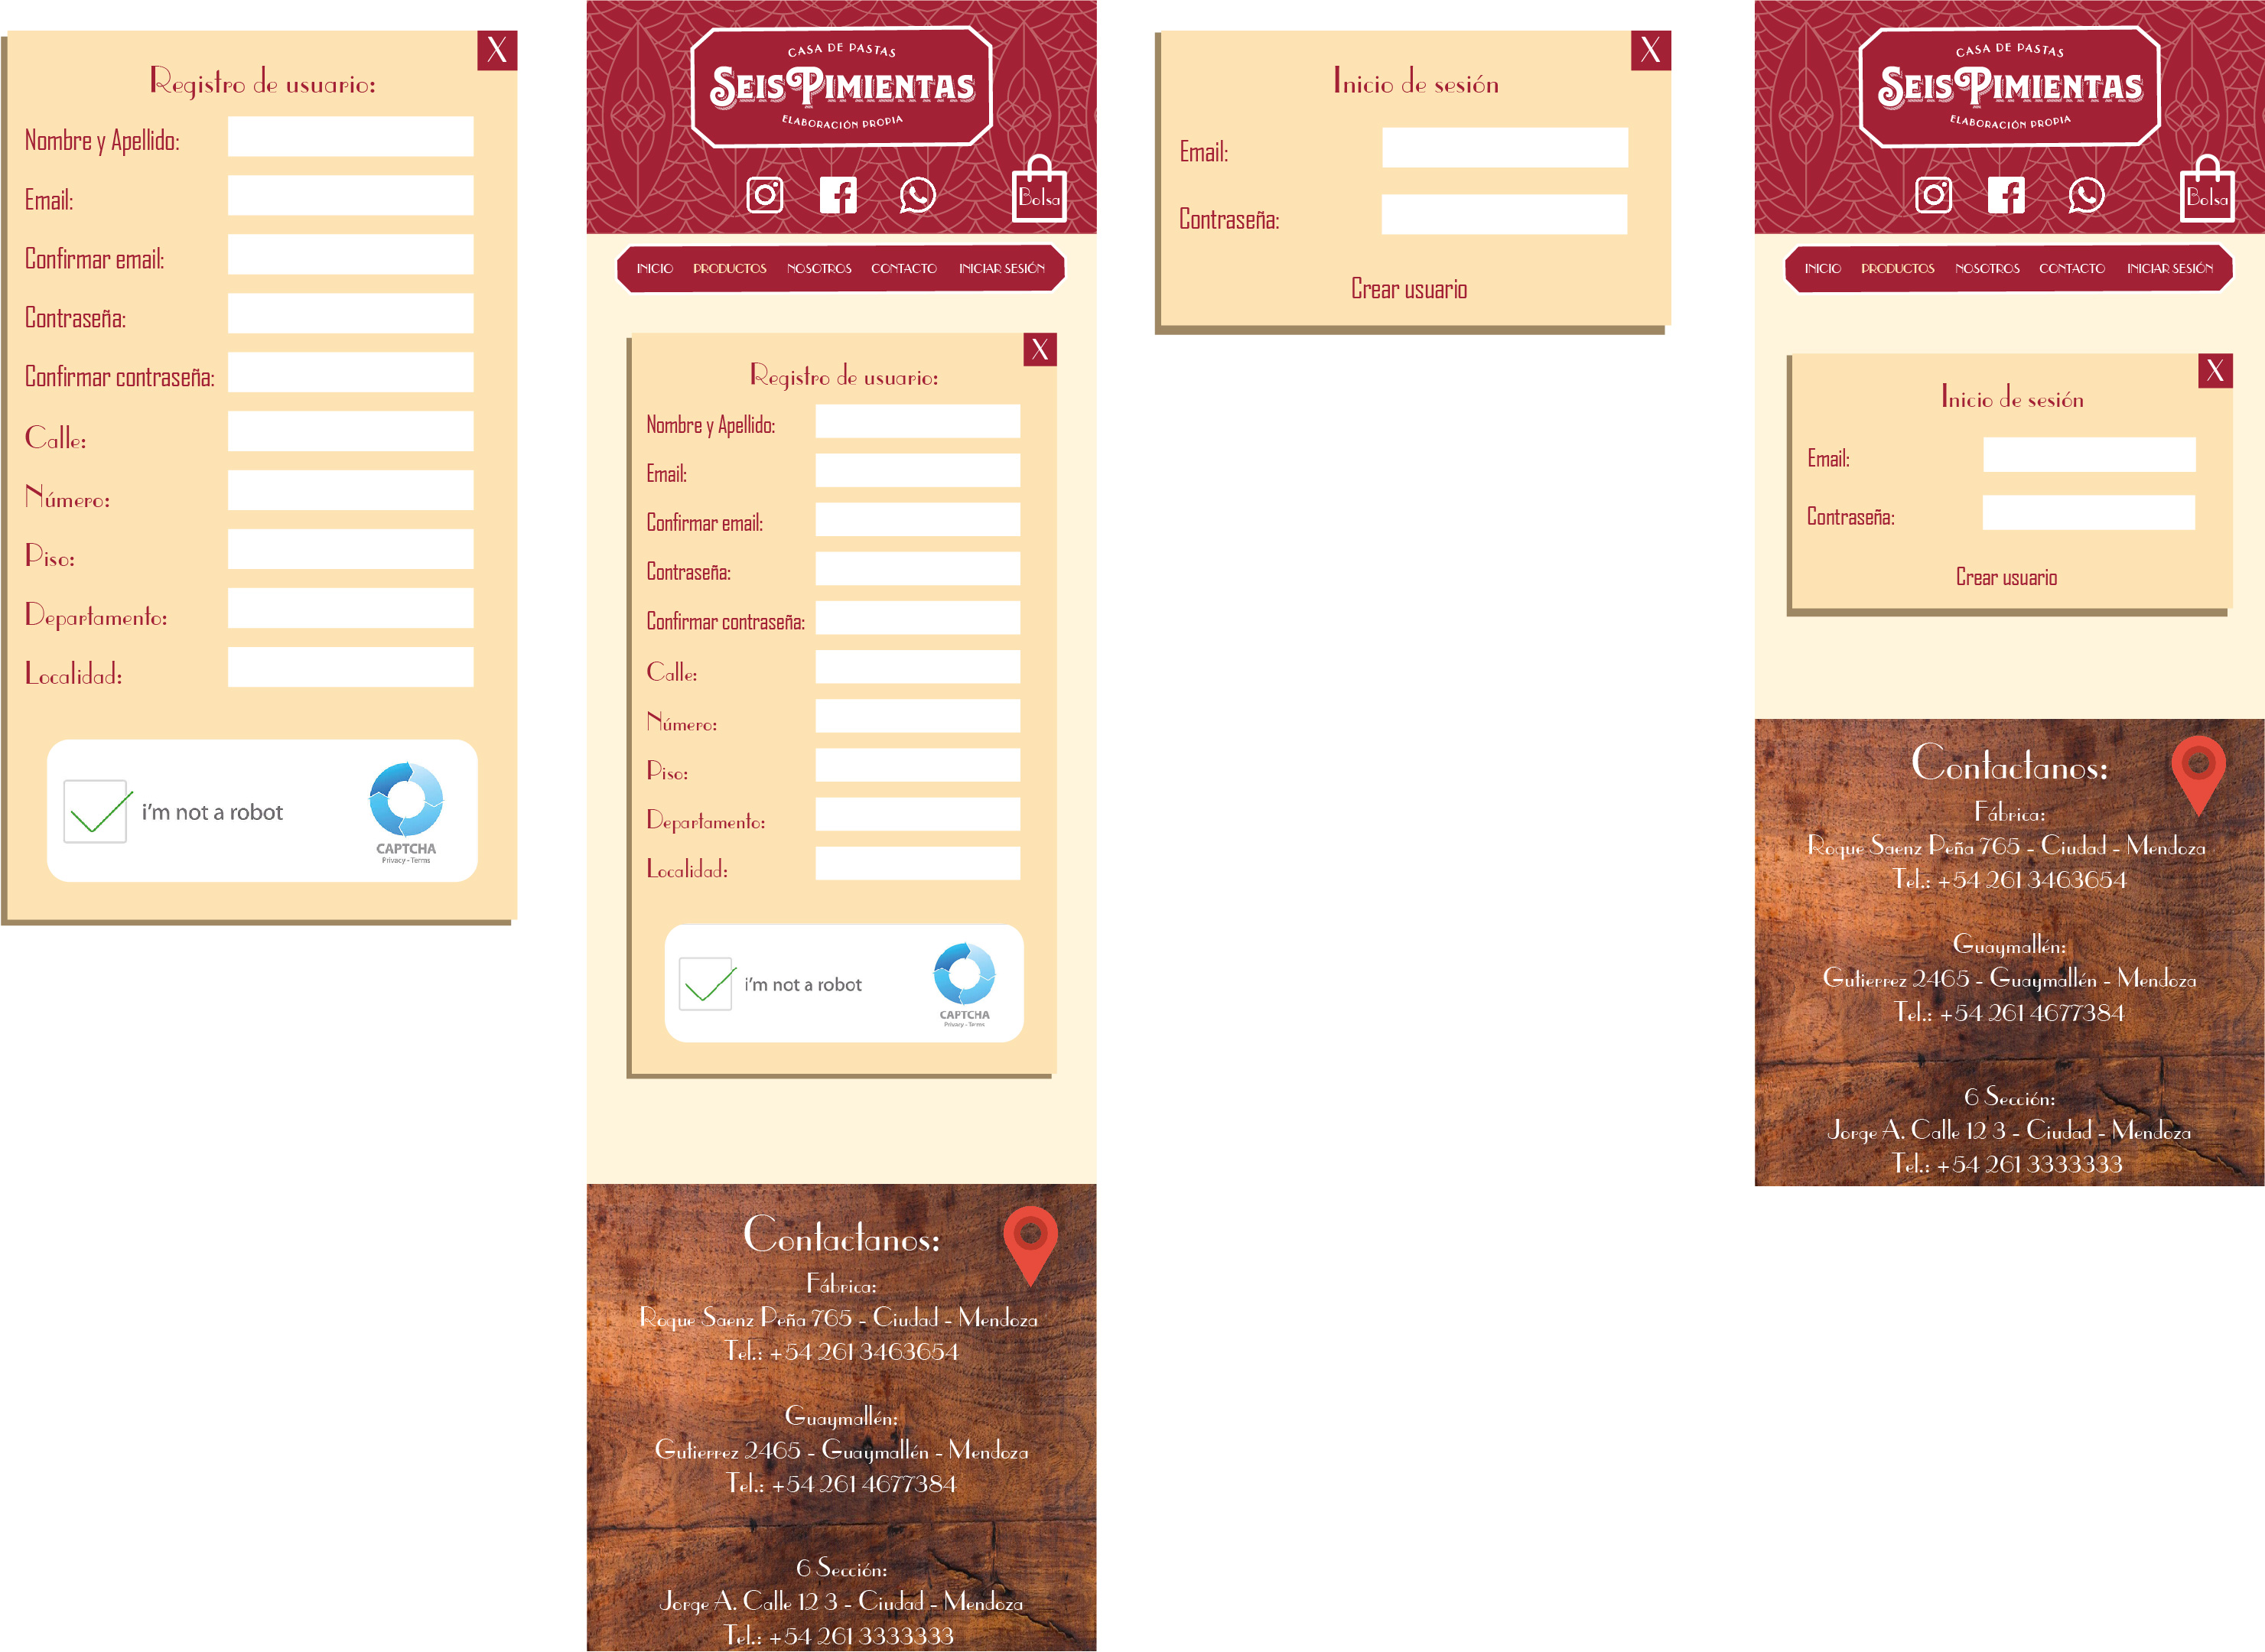 X
Registro de usuario:
Nombre y Apellido:
Email:
Confirmar email:
Contraseña:
Confirmar contraseña:
Calle:
Número:
Piso:
Departamento:
Localidad:
i'm not a robot
CAPTCHA
Privacy - Terms
CASA DE PASTAS
SEIS PIMIENTAS
ELABORACIÓN PROPIA
Bolsa
INICIO PRODUCTOS NOSOTROS CONTACTO INICIAR SESIÓN
X
Registro de usuario:
Nombre y Apellido:
Email:
Confirmar email:
Contraseña:
Confirmar contraseña:
Calle:
Número:
Piso:
Departamento:
Localidad:
i'm not a robot
CAPTCHA
Privacy - Terms
Contactanos:
Fábrica:
Roque Saenz Peña 765 - Ciudad - Mendoza
Tel.: +54 261 3463654
Guaymallén:
Gutierrez 2465 - Guaymallén - Mendoza
Tel.: +54 261 4677384
6 Sección:
Jorge A. Calle 12 3 - Ciudad - Mendoza
Tel.: +54 261 3333333
X
Inicio de sesión
Email:
Contraseña:
Crear usuario
CASA DE PASTAS
SEIS PIMIENTAS
ELABORACIÓN PROPIA
Bolsa
INICIO PRODUCTOS NOSOTROS CONTACTO INICIAR SESIÓN
X
Inicio de sesión
Email:
Contraseña:
Crear usuario
Contactanos:
Fábrica:
Roque Saenz Peña 765 - Ciudad - Mendoza
Tel.: +54 261 3463654
Guaymallén:
Gutierrez 2465 - Guaymallén - Mendoza
Tel.: +54 261 4677384
6 Sección:
Jorge A. Calle 12 3 - Ciudad - Mendoza
Tel.: +54 261 3333333